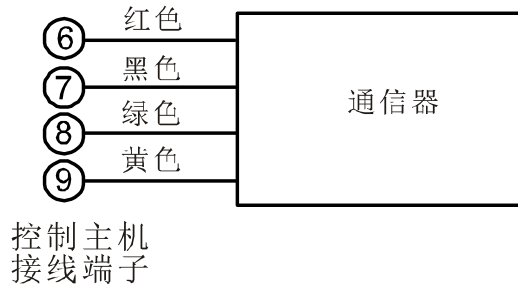 6 红色
7 黑色
8 绿色
9 黄色
通信器
控制主机
接线端子